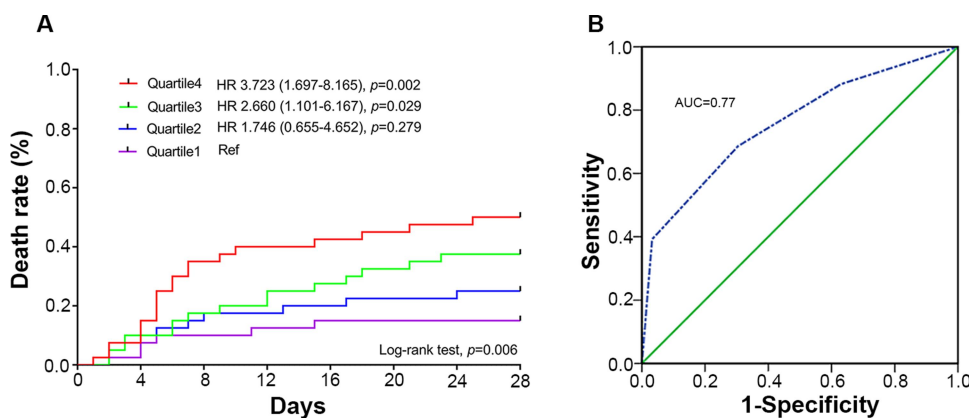 A
Death rate (%)
1.0
0.8
0.6
0.4
0.2
0.0
Quartile4 HR 3.723 (1.697-8.165), p=0.002
Quartile3 HR 2.660 (1.101-6.167), p=0.029
Quartile2 HR 1.746 (0.655-4.652), p=0.279
Quartile1 Ref
Log-rank test, p=0.006
0 4 8 12 16 20 24 28
Days
B
Sensitivity
1.0
0.8
0.6
0.4
0.2
0.0
AUC=0.77
0.0 0.2 0.4 0.6 0.8 1.0
1-Specificity